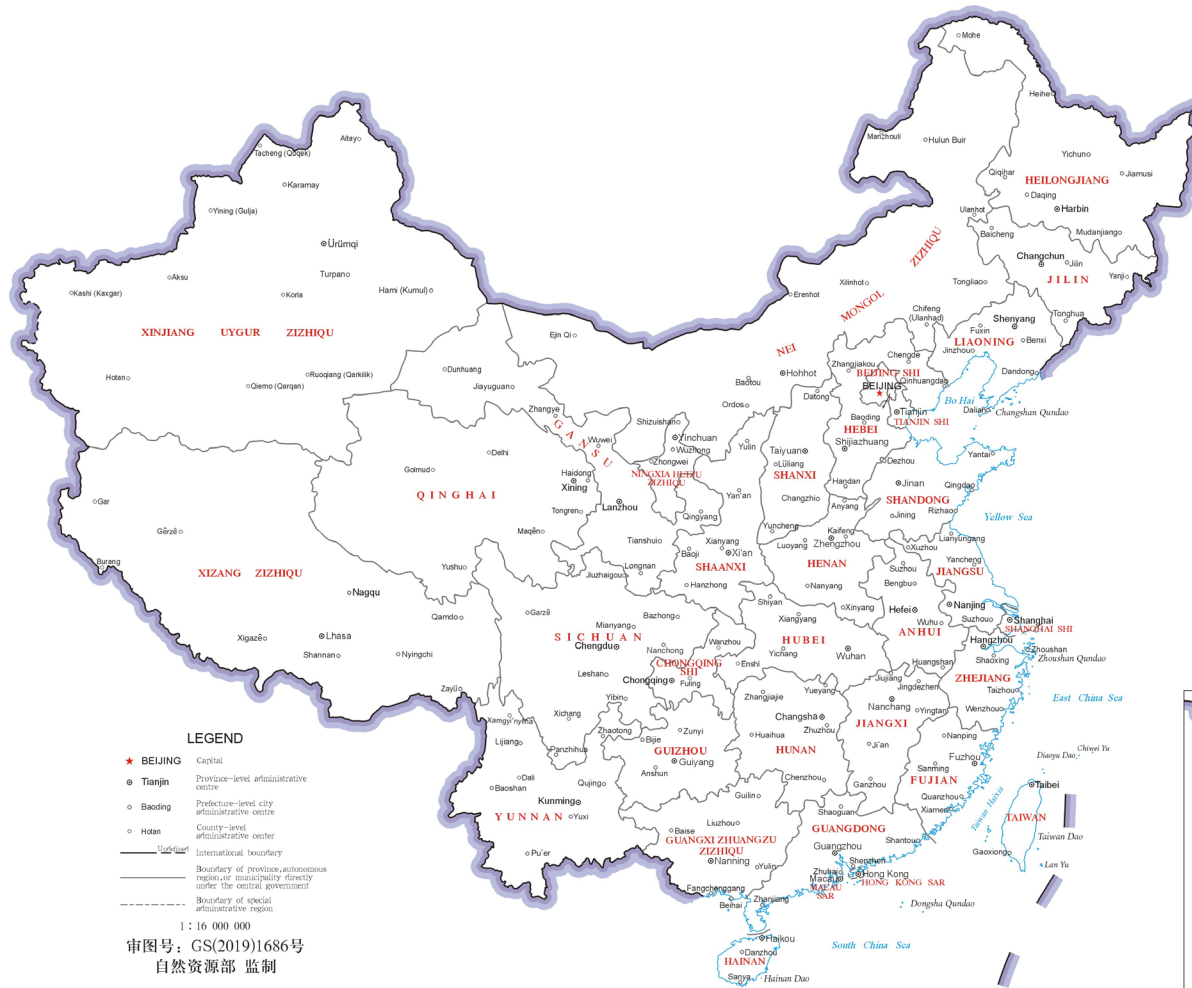 Mohe
Heihe
Altay
Manzhouli
Hulun Buir
Tacheng (Qoqek)
Yichun
Qiqihar
Jiamusi
HEILONGJIANG
Karamay
Daqing
Yining (Gulja)
Ulanhot
Harbin
Baicheng
Mudanjiang
Ürümqi
ZIZHIQU
Changchun
Jilin
Turpan
Aksu
Yanji
JILIN
Tongliao
Xilinhot
Kashi (Kaxgar)
Korla
Hami (Kumul)
Erenhot
MONGOL
Chifeng
(Ulanhad)
Tonghua
Shenyang
Fuxin
XINJIANG UYGUR ZIZHIQU
Ejin Qi
LIAONING
Benxi
NEI
Jinzhou
Chengde
Zhangjiakou
Dunhuang
Hohhot
BEIJING SHI
Dandong
Hotan
Ruoqiang (Qarkilik)
Qiemo (Qarqan)
Jiayuguan
Baotou
BEIJING
Qinhuangdao
Datong
Bo Hai
Zhangye
Ordos
Tianjin
Dalian
Changshan Qundao
TIANJIN SHI
Baoding
HEBEI
Shizuishan
GANSU
Wuwei
Yinchuan
Wuzhong
Yulin
Taiyuan
Shijiazhuang
Delhi
Yantai
Golmud
Zhongwei
Lüliang
Dezhou
Haidong
NINGXIA HUIZU
ZIZHIQU
SHANXI
Xining
Handan
Jinan
Qingdao
QINGHAI
Yan'an
Changzhi
SHANDONG
Gar
Lanzhou
Anyang
Tongren
Qingyang
Jining
Rizhao
Yellow Sea
Gêrzê
Maqên
Yuncheng
Kaifeng
Tianshui
Xianyang
Luoyang
Zhengzhou
Lianyungang
Baoji
Xi'an
Xuzhou
Burang
Yushu
Longnan
SHAANXI
HENAN
Suzhou
Yancheng
XIZANG ZIZHIQU
Jiuzhaigou
JIANGSU
Hanzhong
Nanyang
Bengbu
Nagqu
Shiyan
Xinyang
Hefei
Nanjing
Qamdo
Garzê
Bazhong
Xiangyang
Mianyang
Wuhu
Suzhou
Shanghai
SHANGHAI SHI
Xigazê
Lhasa
SICHUAN
HUBEI
ANHUI
Hangzhou
Chengdu
Nanchong
Wanzhou
Yichang
Wuhan
Zhoushan
Shannan
Nyingchi
Shaoxing
Zhoushan Qundao
CHONGQING
SHI
Enshi
Huangshan
Leshan
Chongqing
Fuling
Jiujiang
Jingdezhen
ZHEJIANG
Zayü
Yibin
Zhangjiajie
Yueyang
Taizhou
Nanchang
East China Sea
Xichang
Changsha
Yingtan
Wenzhou
Zhaotong
Zunyi
Zhuzhou
JIANGXI
Lijiang
Bijie
Huaihua
Nanping
Panzhihua
GUIZHOU
HUNAN
Ji'an
Guiyang
Fuzhou
Diaoyu Dao
Chiwei Yu
Anshun
Sanming
Dali
Qujing
Chenzhou
Ganzhou
FUJIAN
Baoshan
Taibei
Kunming
Guilin
Quanzhou
Shaoguan
Xiamen
Taiwan Haixia
YUNNAN
Yuxi
Liuzhou
TAIWAN
Baise
GUANGDONG
GUANGXI ZHUANGZU
ZIZHIQU
Guangzhou
Shantou
Taiwan Dao
Pu'er
Gaoxiong
Nanning
Yulin
Shenzhen
Lan Yu
Zhuhai
Hong Kong
Macau
HONG KONG SAR
MACAU
SAR
Fangchenggang
Beihai
Zhanjiang
Dongsha Qundao
Haikou
South China Sea
Danzhou
HAINAN
Sanya
Hainan Dao
LEGEND
BEIJING Capital
Tianjin Province-level administrative
centre
Baoding Prefecture-level city
administrative centre
Hotan County-level
administrative center
Undefined International boundary
Boundary of province,autonomous
region,or municipality directly
under the central government
Boundary of special
adminstrative region
1:16 000 000
审图号：GS(2019)1686号
自然资源部 监制